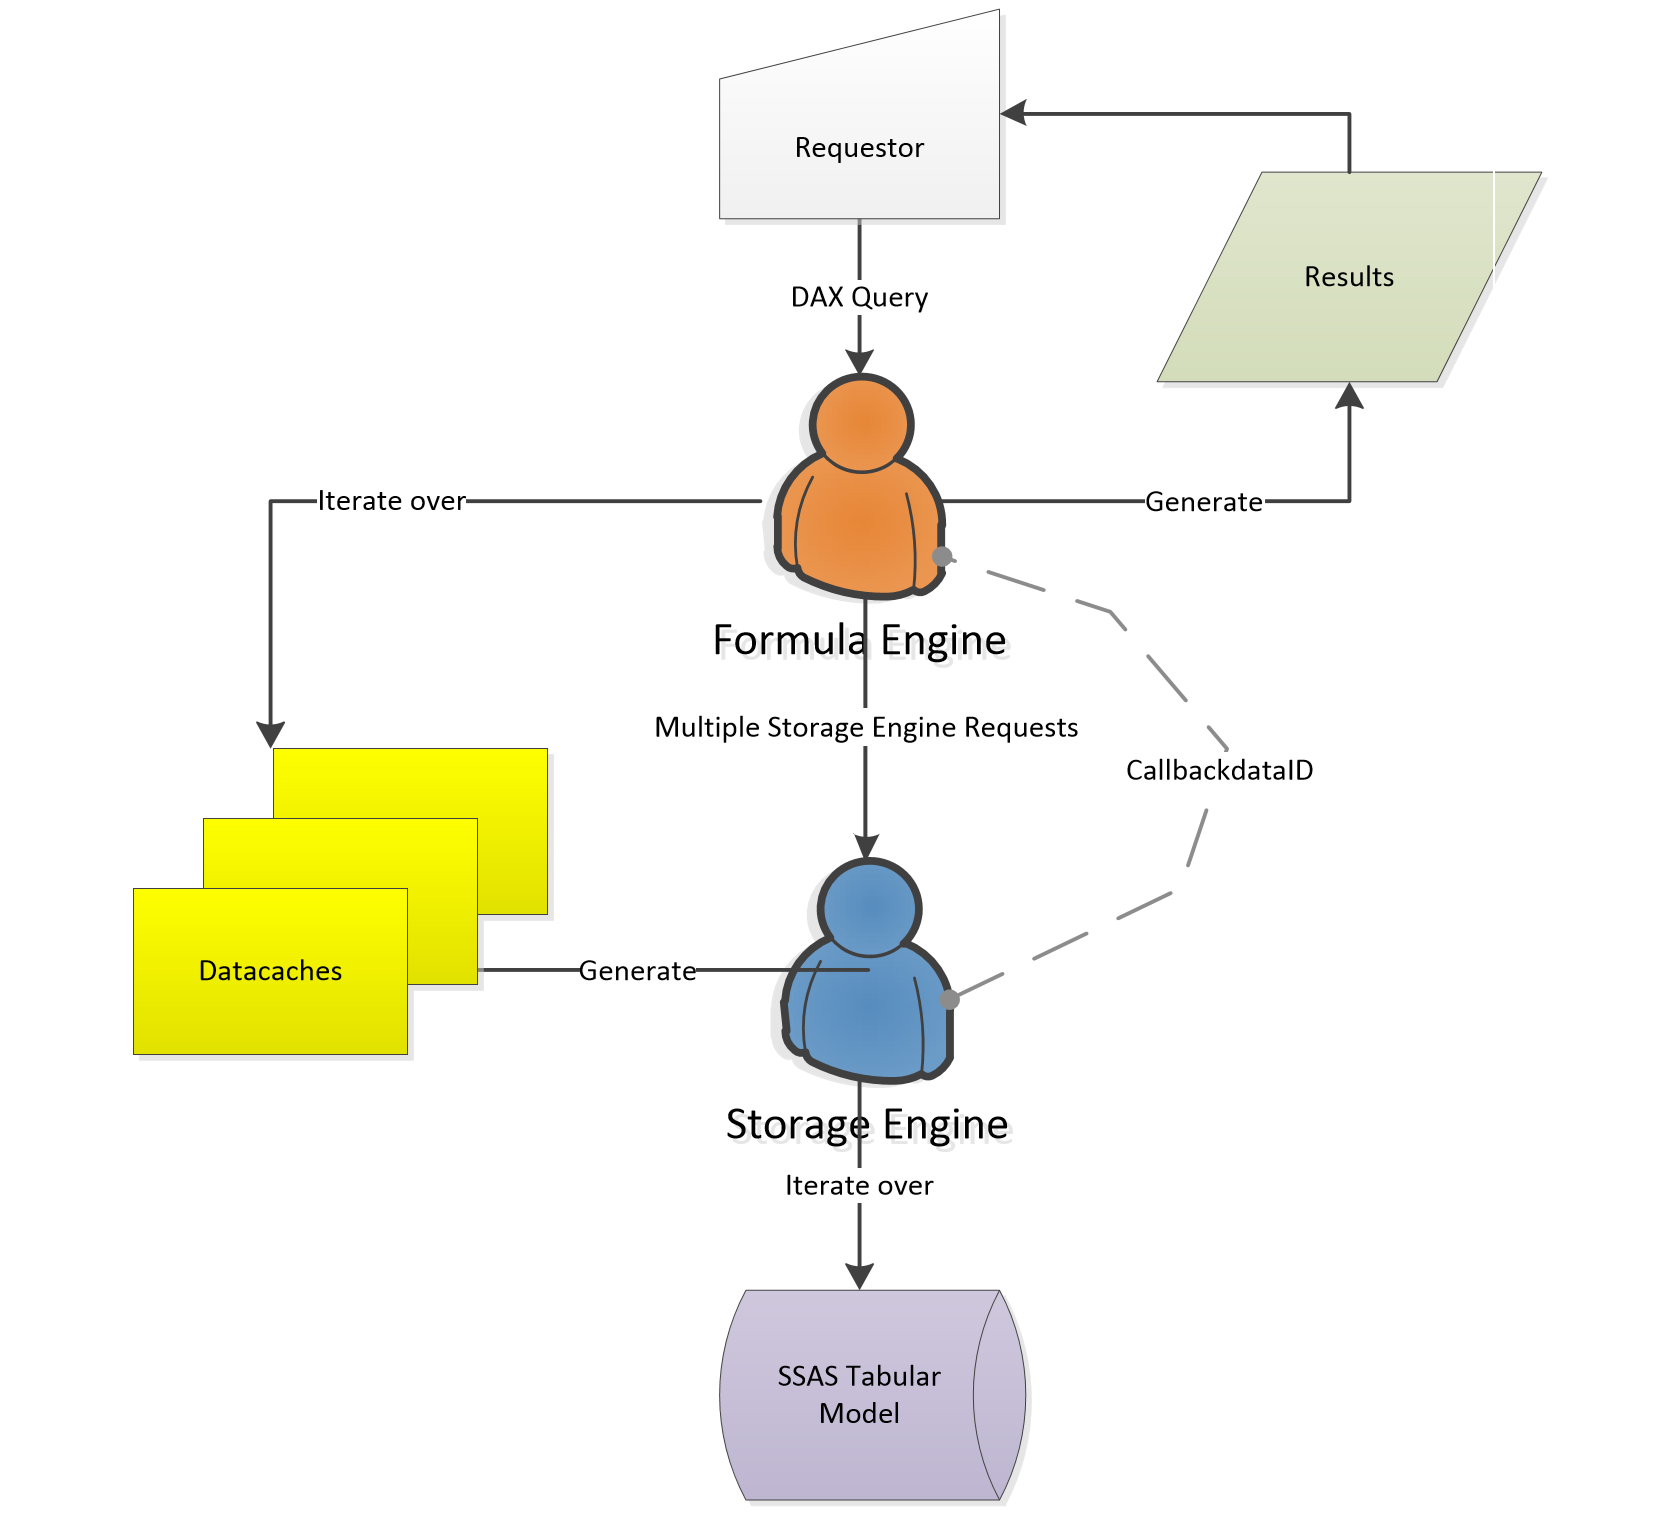 Requestor
Results
DAX Query
Iterate over
Generate
Formula Engine
Multiple Storage Engine Requests
CallbackdataID
Datacaches
Generate
Storage Engine
Iterate over
SSAS Tabular
Model